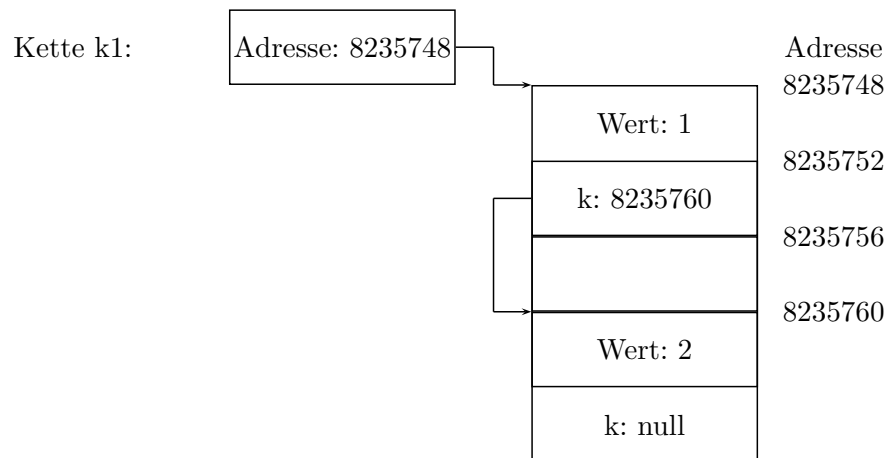 Kette k1:
Adresse: 8235748
Adresse
8235748
Wert: 1
8235752
k: 8235760
8235756
8235760
Wert: 2
k: null